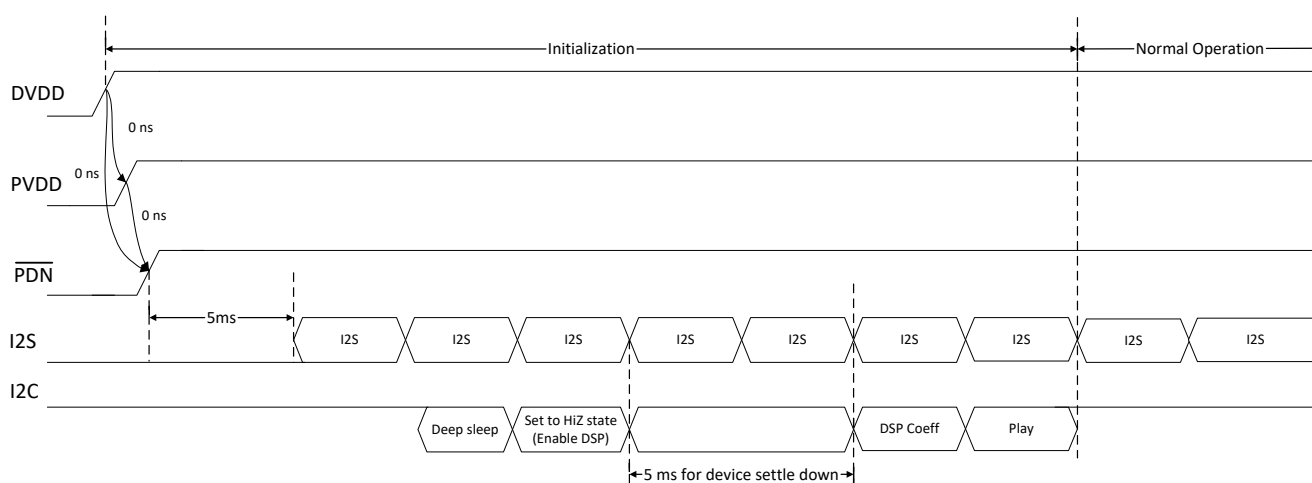 Initialization
Normal Operation
DVDD
0 ns
PVDD
0 ns
0 ns
PDN
5ms
I2S
I2S
I2S
I2S
I2S
I2S
I2S
I2S
I2S
I2S
I2C
Deep sleep
Set to HiZ state
(Enable DSP)
DSP Coeff
Play
5 ms for device settle down